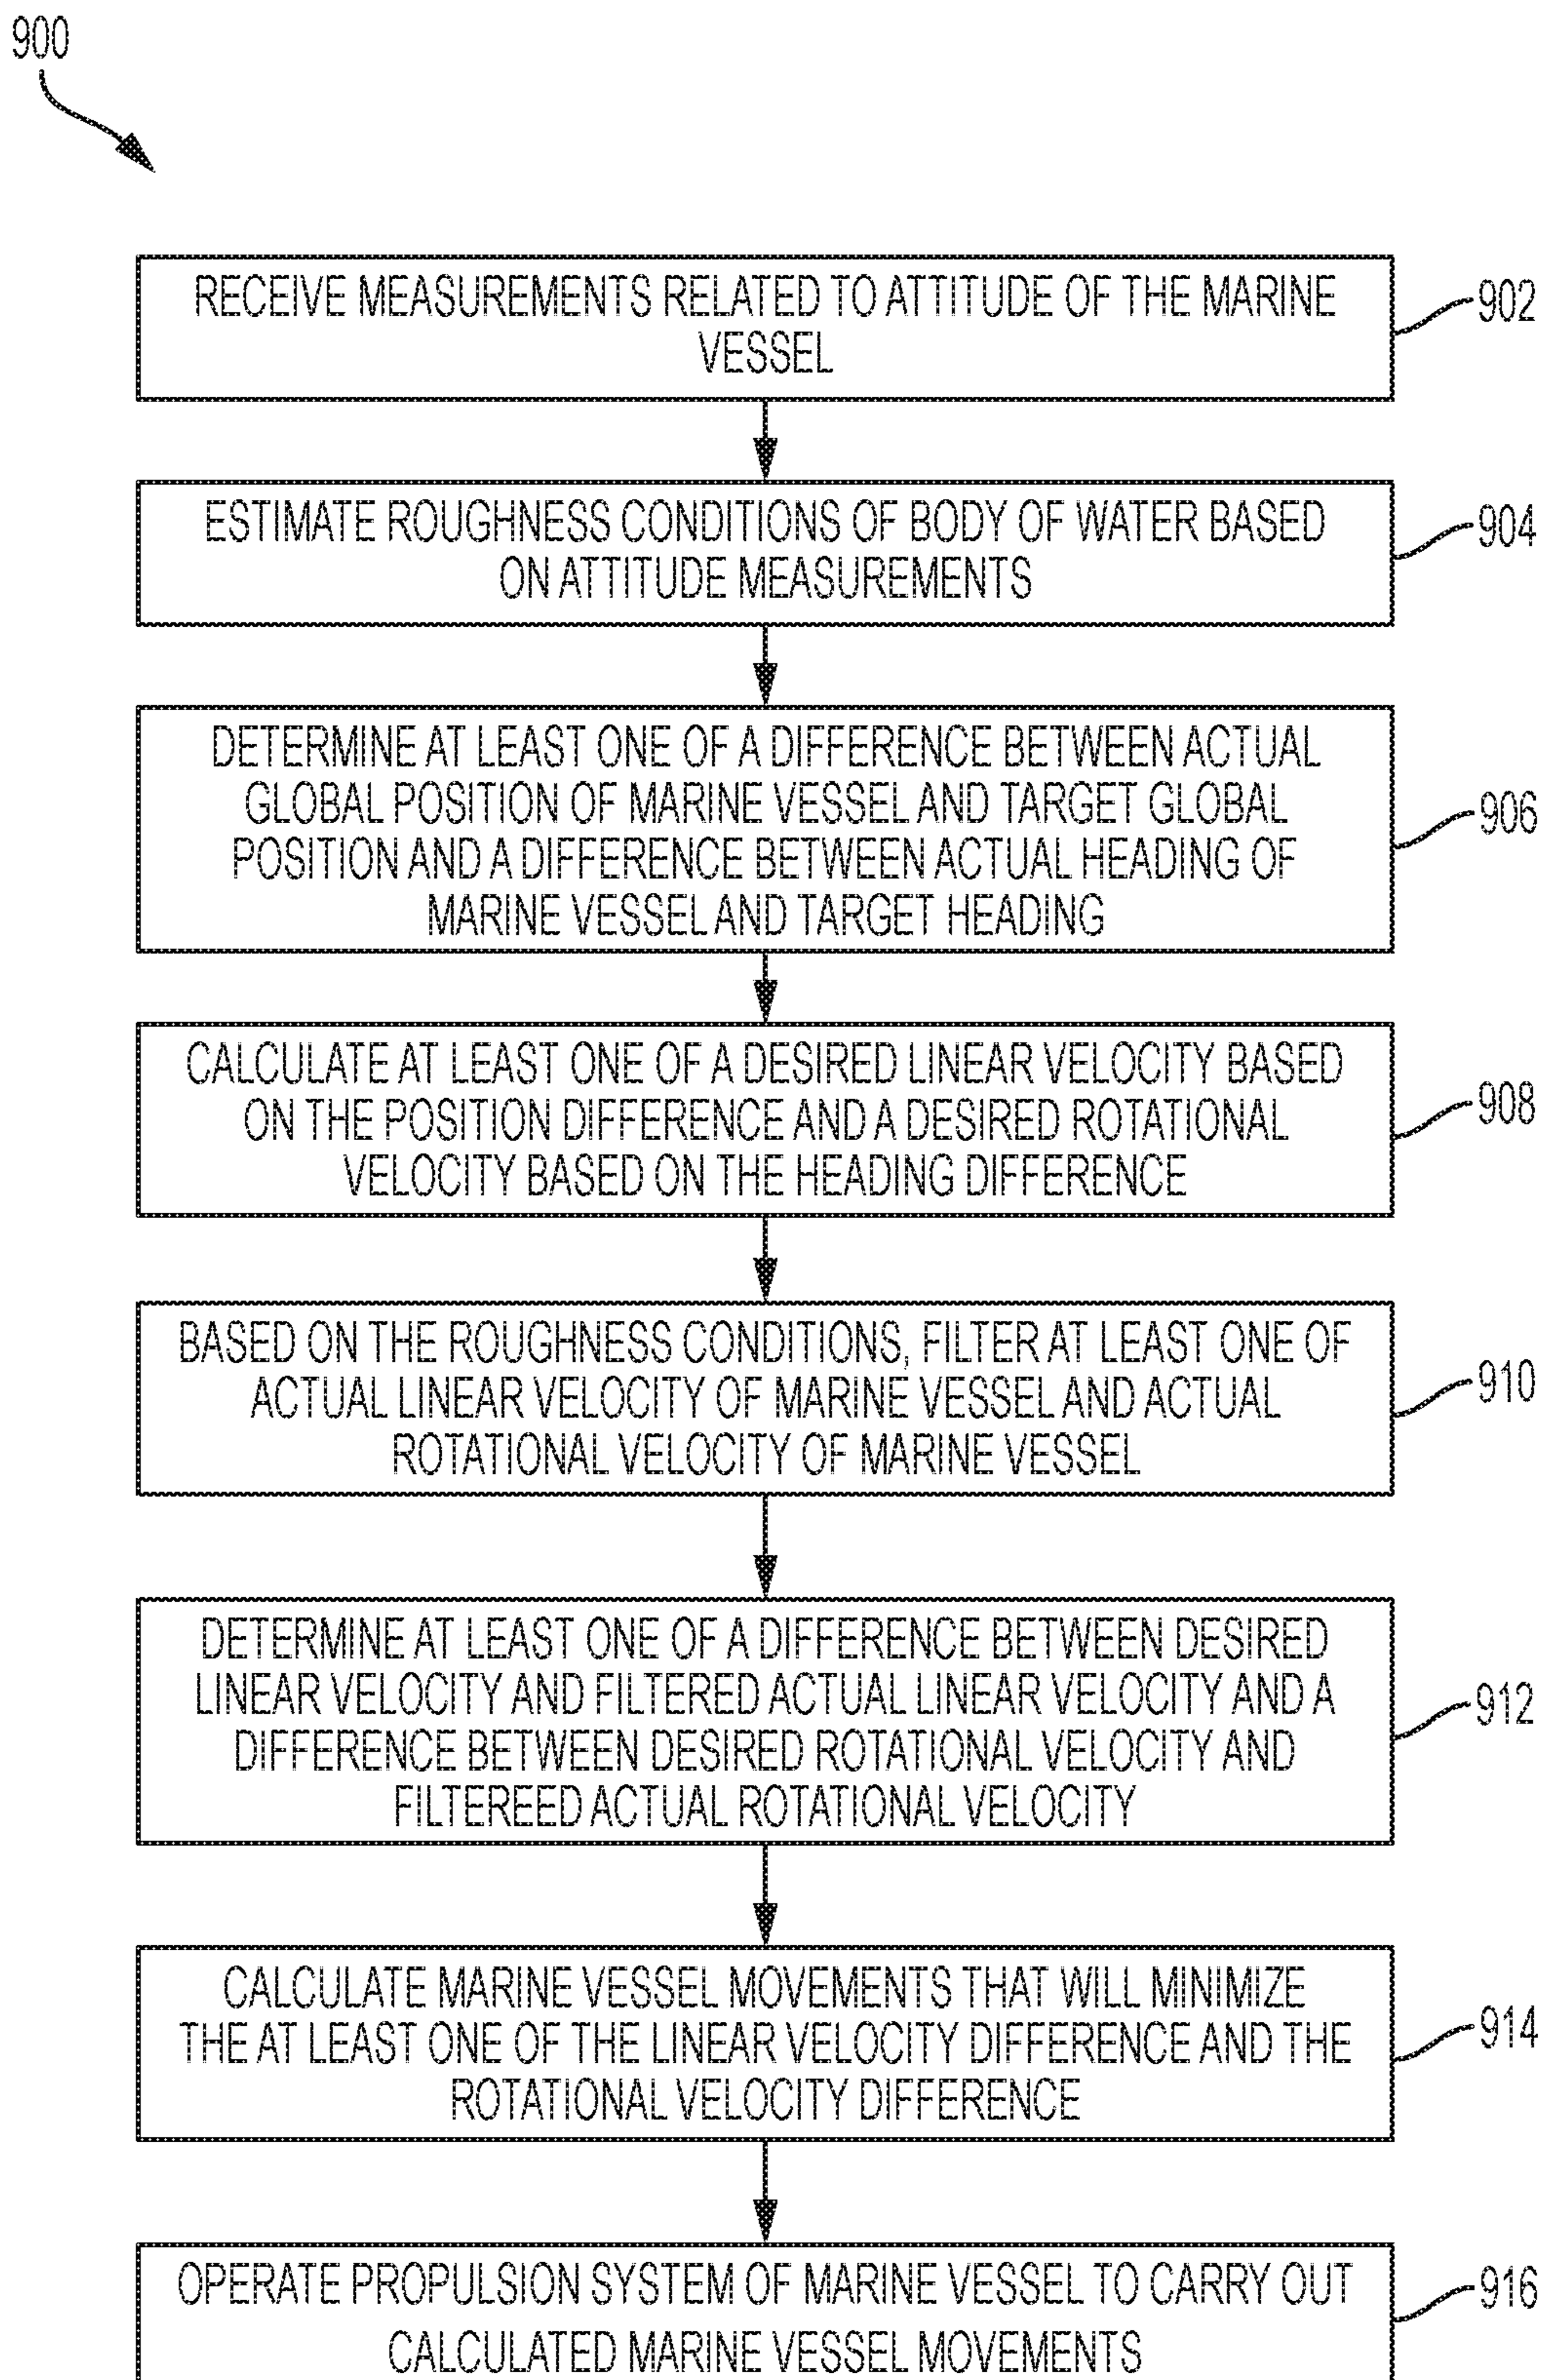 900
RECEIVE MEASUREMENTS RELATED TO ATTITUDE OF THE MARINE
VESSEL
902
ESTIMATE ROUGHNESS CONDITIONS OF BODY OF WATER BASED
ON ATTITUDE MEASUREMENTS
904
DETERMINE AT LEAST ONE OF A DIFFERENCE BETWEEN ACTUAL
GLOBAL POSITION OF MARINE VESSEL AND TARGET GLOBAL
POSITION AND A DIFFERENCE BETWEEN ACTUAL HEADING OF
MARINE VESSEL AND TARGET HEADING
906
CALCULATE AT LEAST ONE OF A DESIRED LINEAR VELOCITY BASED
ON THE POSITION DIFFERENCE AND A DESIRED ROTATIONAL
VELOCITY BASED ON THE HEADING DIFFERENCE
908
BASED ON THE ROUGHNESS CONDITIONS, FILTER AT LEAST ONE OF
ACTUAL LINEAR VELOCITY OF MARINE VESSEL AND ACTUAL
ROTATIONAL VELOCITY OF MARINE VESSEL
910
DETERMINE AT LEAST ONE OF A DIFFERENCE BETWEEN DESIRED
LINEAR VELOCITY AND FILTERED ACTUAL LINEAR VELOCITY AND A
DIFFERENCE BETWEEN DESIRED ROTATIONAL VELOCITY AND
FILTEREED ACTUAL ROTATIONAL VELOCITY
912
CALCULATE MARINE VESSEL MOVEMENTS THAT WILL MINIMIZE
THE AT LEAST ONE OF THE LINEAR VELOCITY DIFFERENCE AND THE
ROTATIONAL VELOCITY DIFFERENCE
914
OPERATE PROPULSION SYSTEM OF MARINE VESSEL TO CARRY OUT
CALCULATED MARINE VESSEL MOVEMENTS
916